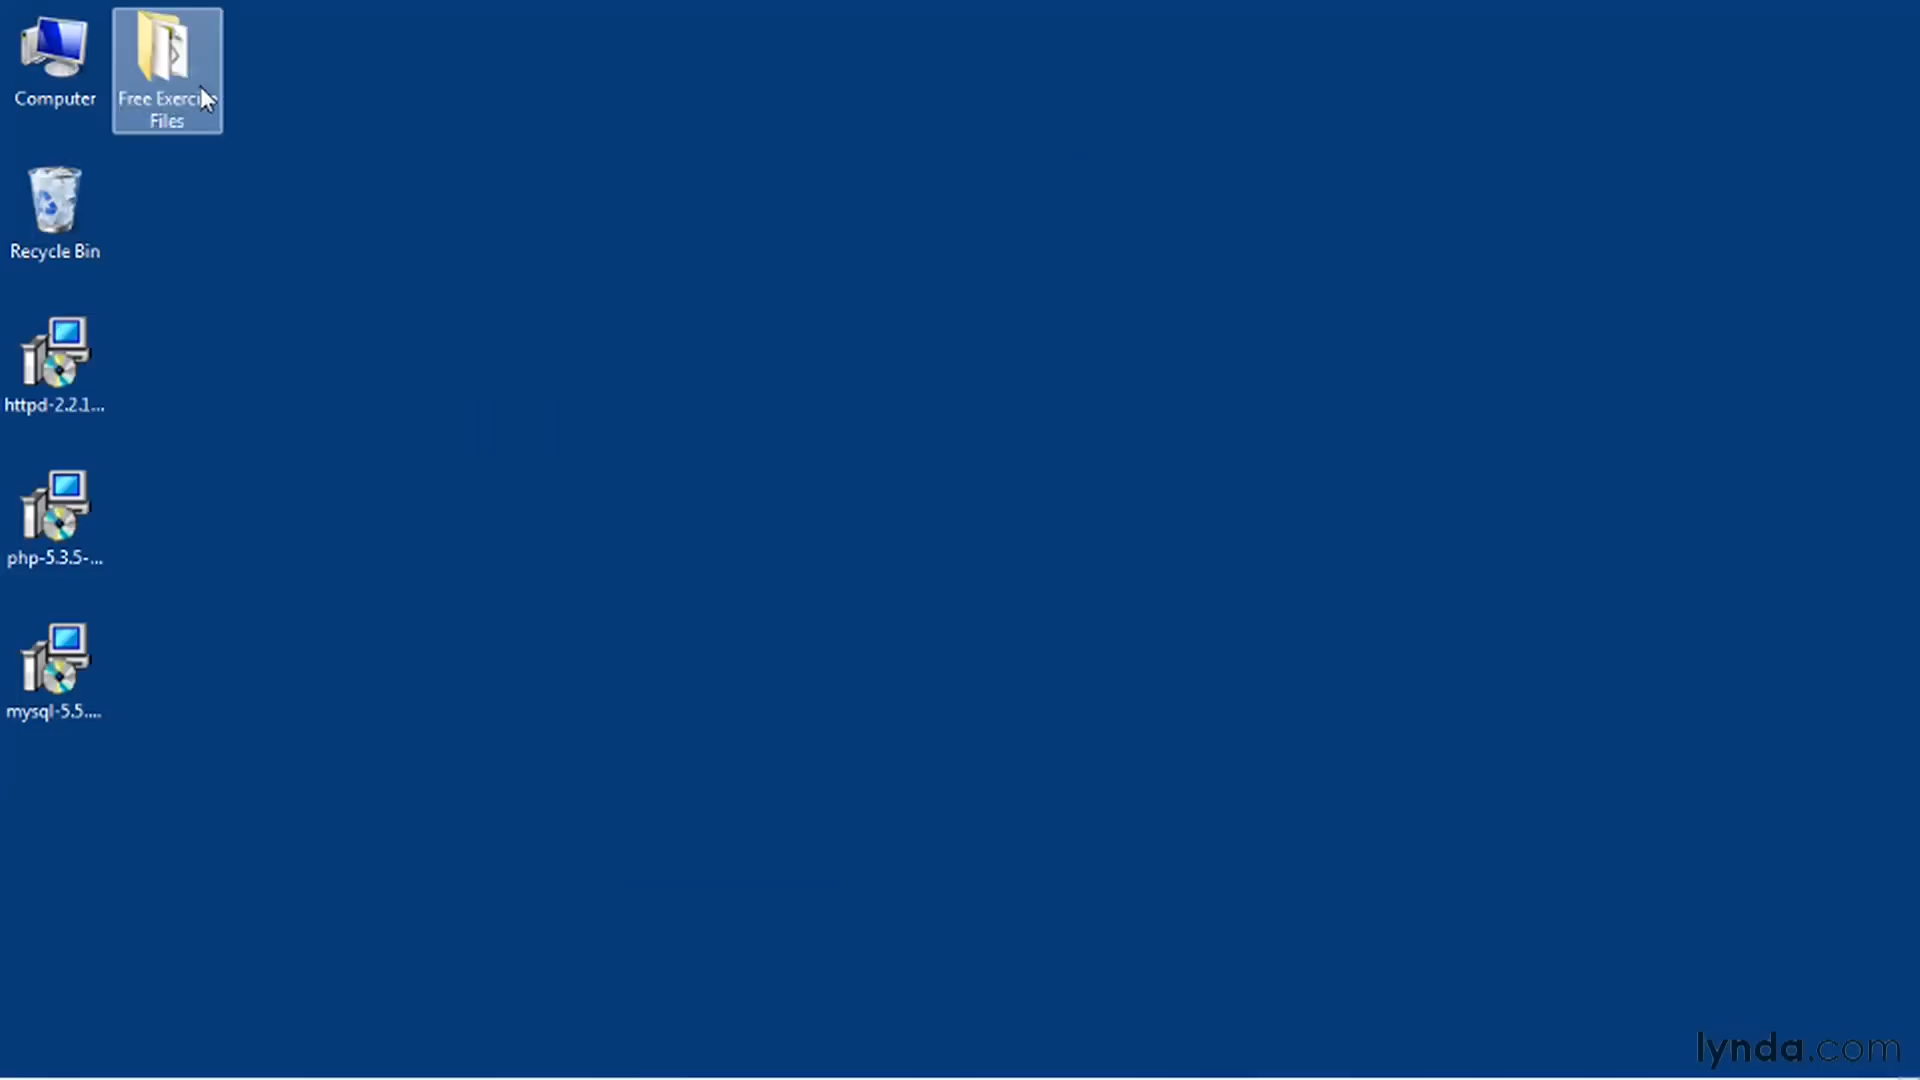 Computer
Free Exercise
Files
Recycle Bin
httpd-2.2.1...
php-5.3.5-...
mysql-5.5....
lynda.com